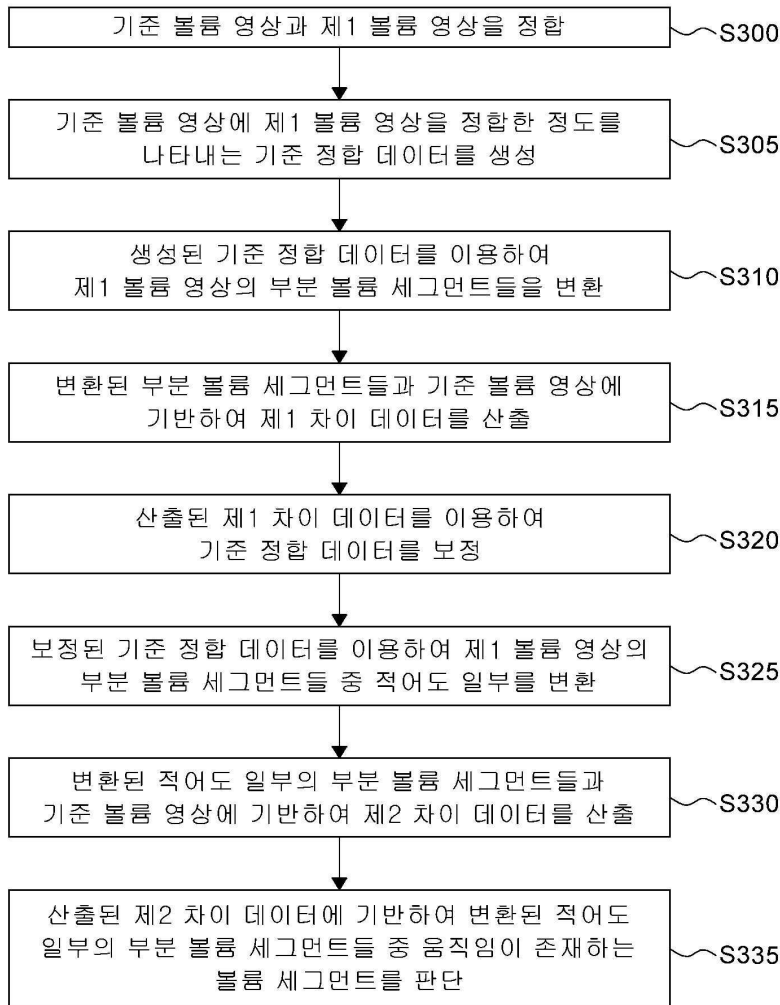 기준 볼륨 영상과 제1 볼륨 영상을 정합
S300
기준 볼륨 영상에 제1 볼륨 영상을 정합한 정도를
나타내는 기준 정합 데이터를 생성
S305
생성된 기준 정합 데이터를 이용하여
제1 볼륨 영상의 부분 볼륨 세그먼트들을 변환
S310
변환된 부분 볼륨 세그먼트들과 기준 볼륨 영상에
기반하여 제1 차이 데이터를 산출
S315
산출된 제1 차이 데이터를 이용하여
기준 정합 데이터를 보정
S320
보정된 기준 정합 데이터를 이용하여 제1 볼륨 영상의
부분 볼륨 세그먼트들 중 적어도 일부를 변환
S325
변환된 적어도 일부의 부분 볼륨 세그먼트들과
기준 볼륨 영상에 기반하여 제2 차이 데이터를 산출
S330
산출된 제2 차이 데이터에 기반하여 변환된 적어도
일부의 부분 볼륨 세그먼트들 중 움직임이 존재하는
볼륨 세그먼트를 판단
S335